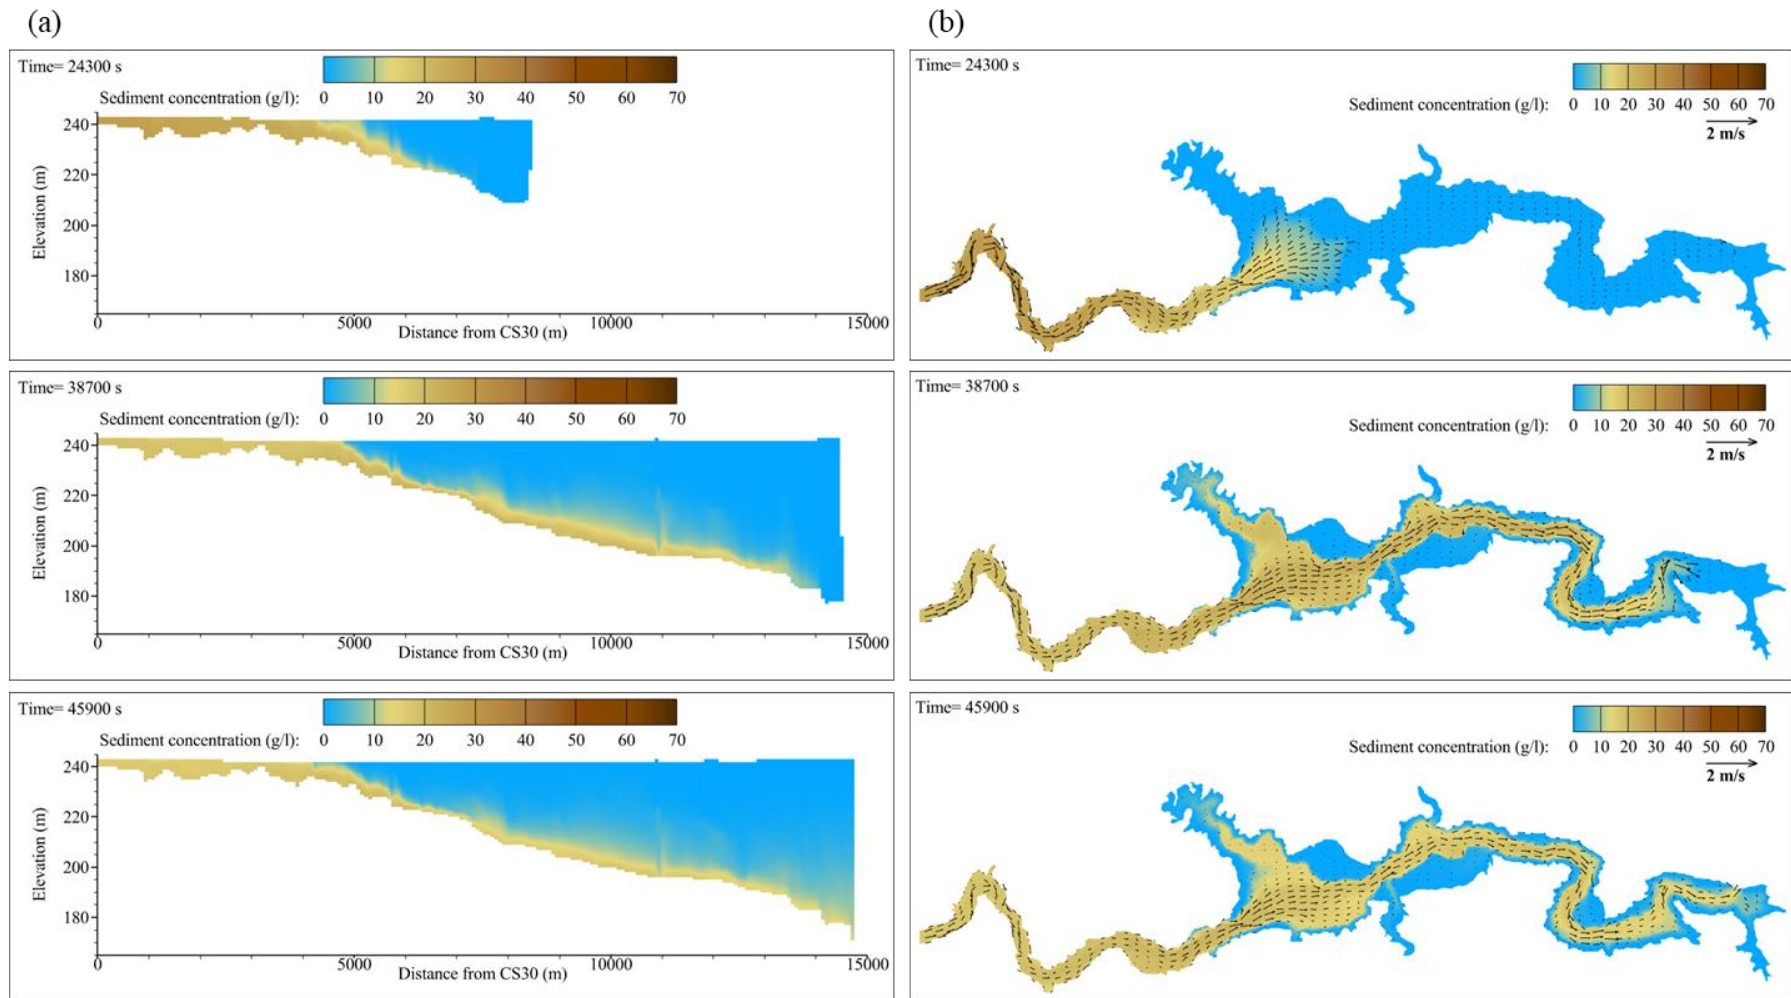 (a)
Time= 24300 s
Sediment concentration (g/l): 0 10 20 30 40 50 60 70
240
220
200
180
Elevation (m)
0 5000 10000 15000
Distance from CS30 (m)
Time= 38700 s
Sediment concentration (g/l): 0 10 20 30 40 50 60 70
240
220
200
180
Elevation (m)
0 5000 10000 15000
Distance from CS30 (m)
Time= 45900 s
Sediment concentration (g/l): 0 10 20 30 40 50 60 70
240
220
200
180
Elevation (m)
0 5000 10000 15000
Distance from CS30 (m)
(b)
Time= 24300 s
Sediment concentration (g/l): 0 10 20 30 40 50 60 70
2 m/s
Time= 38700 s
Sediment concentration (g/l): 0 10 20 30 40 50 60 70
2 m/s
Time= 45900 s
Sediment concentration (g/l): 0 10 20 30 40 50 60 70
2 m/s